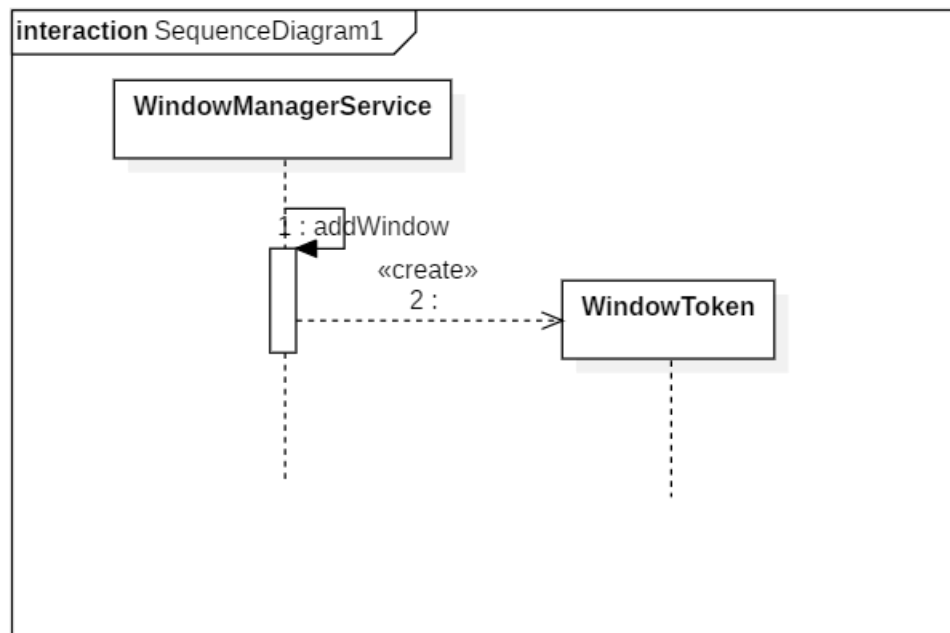 interaction SequenceDiagram1
WindowManagerService
1 : addWindow
«create»
2 :
WindowToken